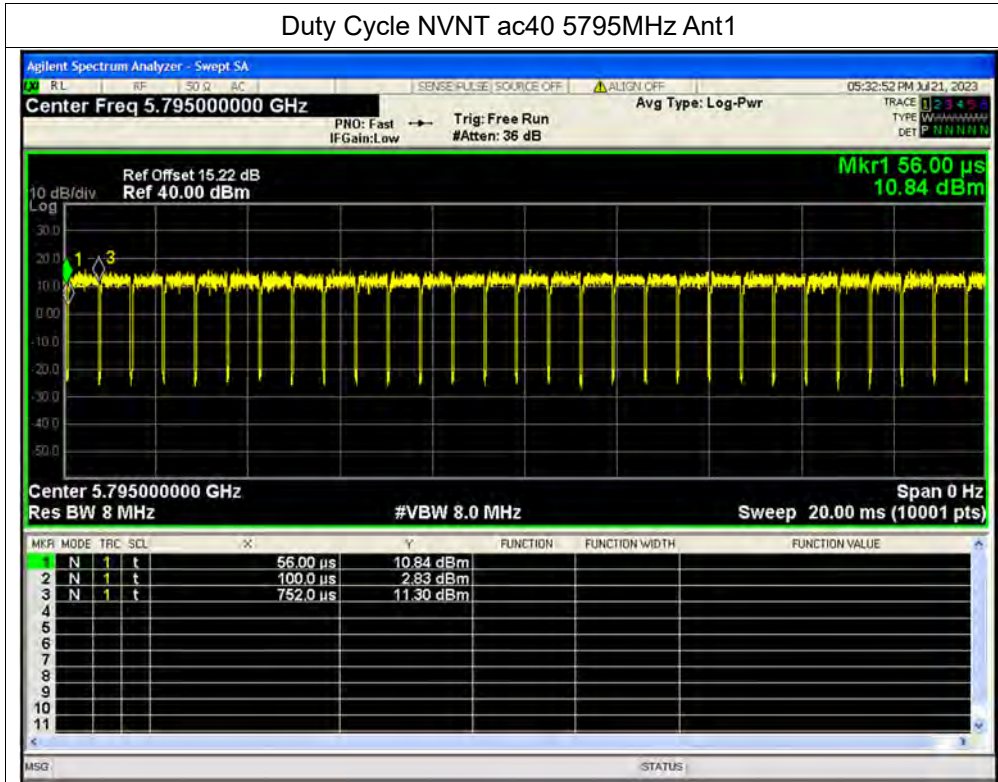 Duty Cycle NVNT ac40 5795MHz Ant1
Agilent Spectrum Analyzer - Swept SA
RL RF 50 Ω AC SENSE:PULSE SOURCE OFF ALIGN OFF 05:32:52 PM Jul 21, 2023
Center Freq 5.795000000 GHz Avg Type: Log-Pwr TRACE 1 2 3 4 5 6
PNO: Fast Trig: Free Run TYPE
IFGain:Low #Atten: 36 dB DET P N N N N N
Mkr1 56.00 µs
10.84 dBm
Ref Offset 15.22 dB
10 dB/div Ref 40.00 dBm
Log
30.0
20.0 1 3
10.0
0.00
-10.0
-20.0
-30.0
-40.0
-50.0
Center 5.795000000 GHz Span 0 Hz
Res BW 8 MHz #VBW 8.0 MHz Sweep 20.00 ms (10001 pts)
MKR MODE TRC SCL X Y FUNCTION FUNCTION WIDTH FUNCTION VALUE
1 N 1 t 56.00 µs 10.84 dBm
2 N 1 t 100.0 µs 2.83 dBm
3 N 1 t 752.0 µs 11.30 dBm
4
5
6
7
8
9
10
11
MSG STATUS